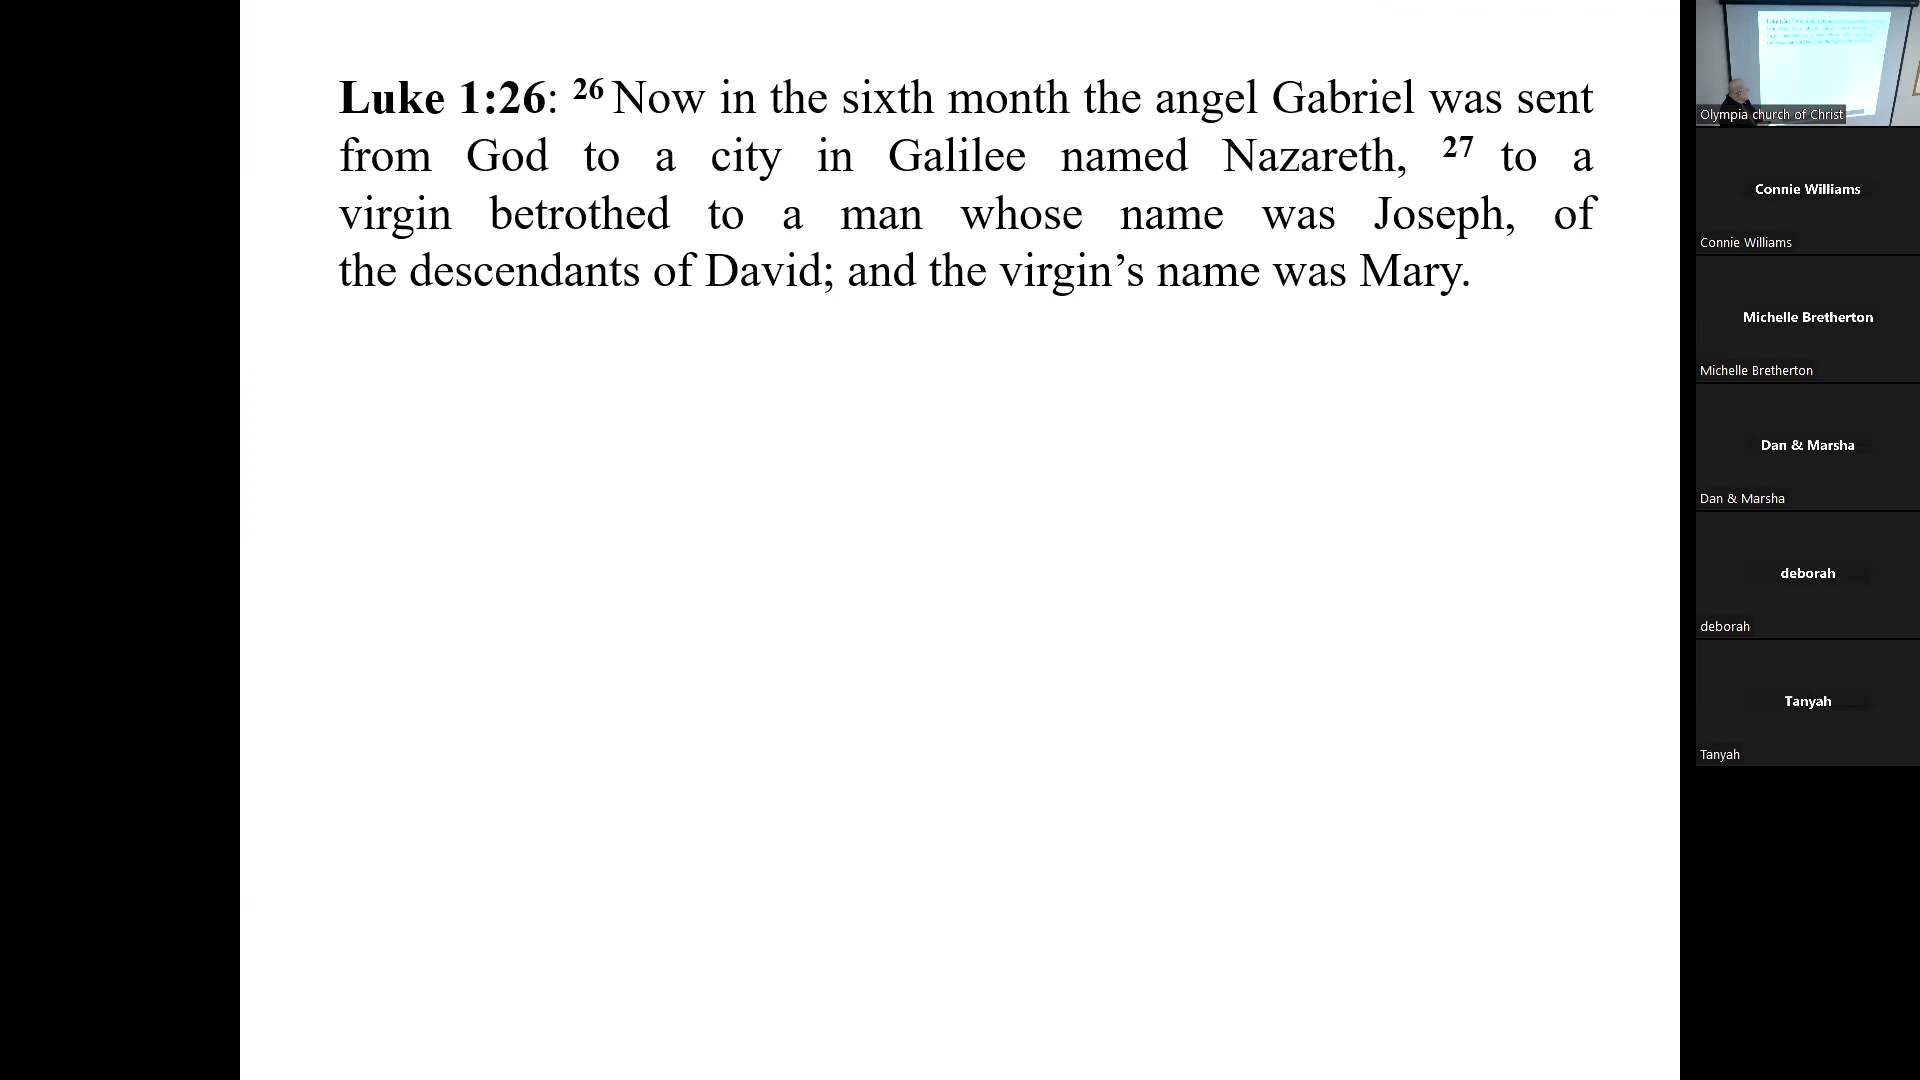 Luke 1:26: 26 Now in the sixth month the angel Gabriel was sent
from God to a city in Galilee named Nazareth, 27 to a
virgin betrothed to a man whose name was Joseph, of
the descendants of David; and the virgin’s name was Mary.
Olympia church of Christ
Connie Williams
Connie Williams
Michelle Bretherton
Michelle Bretherton
Dan & Marsha
Dan & Marsha
deborah
deborah
Tanyah
Tanyah